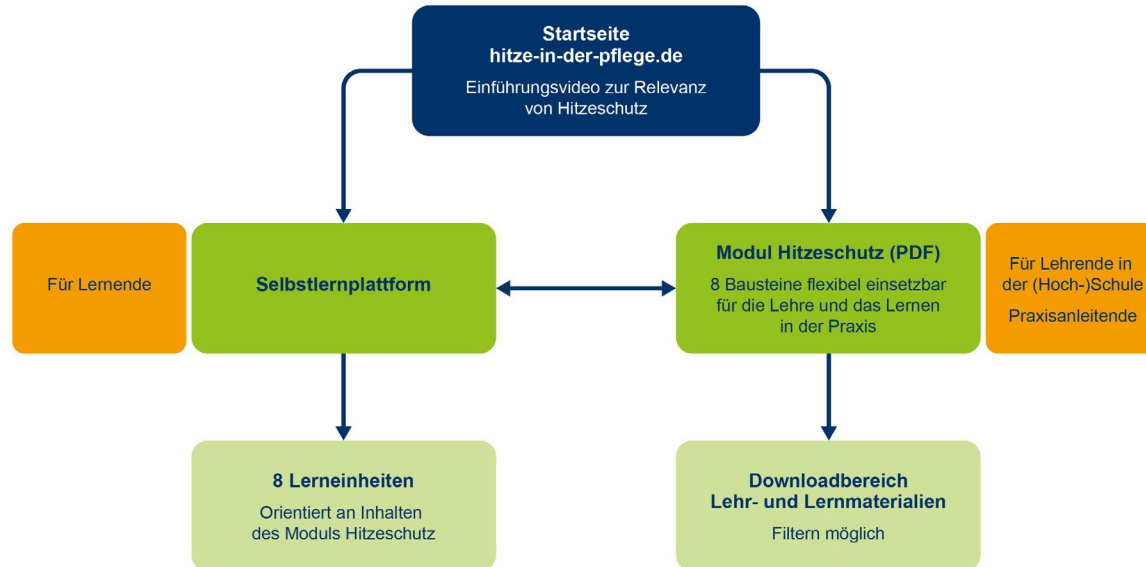 Startseite
hitze-in-der-pflege.de
Einführungsvideo zur Relevanz
von Hitzeschutz
Für Lernende
Selbstlernplattform
Modul Hitzeschutz (PDF)
8 Bausteine flexibel einsetzbar
für die Lehre und das Lernen
in der Praxis
Für Lehrende in
der (Hoch-)Schule
Praxisanleitende
8 Lerneinheiten
Orientiert an Inhalten
des Moduls Hitzeschutz
Downloadbereich
Lehr- und Lernmaterialien
Filtern möglich